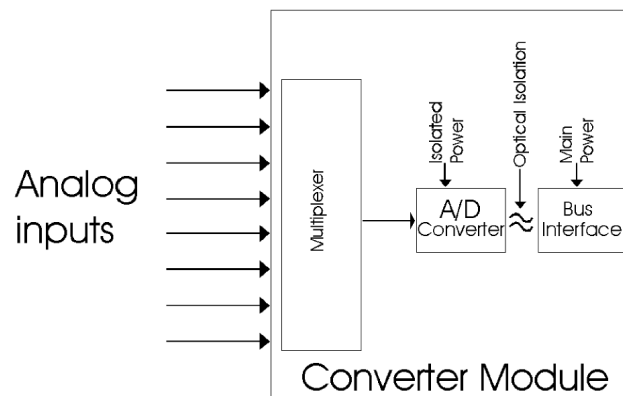 Analog
inputs
Multiplexer
Isolated
Power
Optical Isolation
Main
Power
A/D
Converter
Bus
Interface
Converter Module